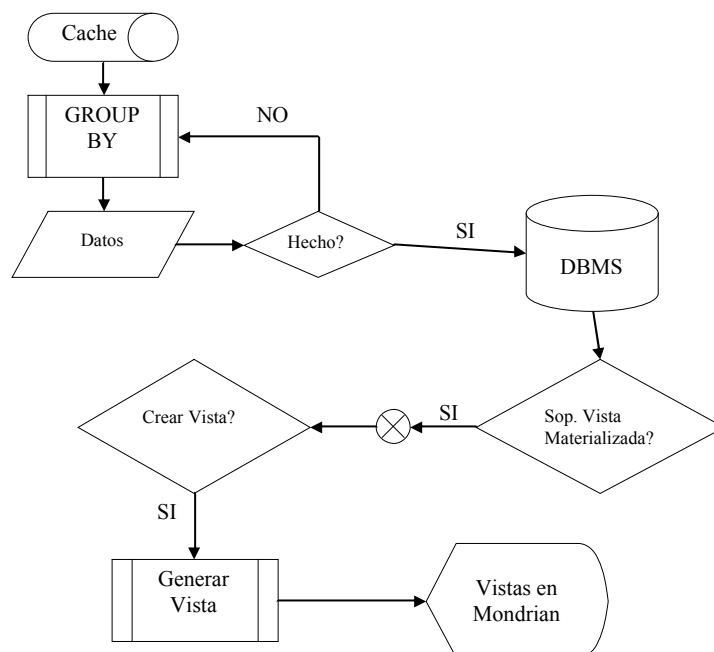 Cache
GROUP
BY
NO
Datos
Hecho?
SI
DBMS
Crear Vista?
SI
Sop. Vista
Materializada?
SI
Generar
Vista
Vistas en
Mondrian